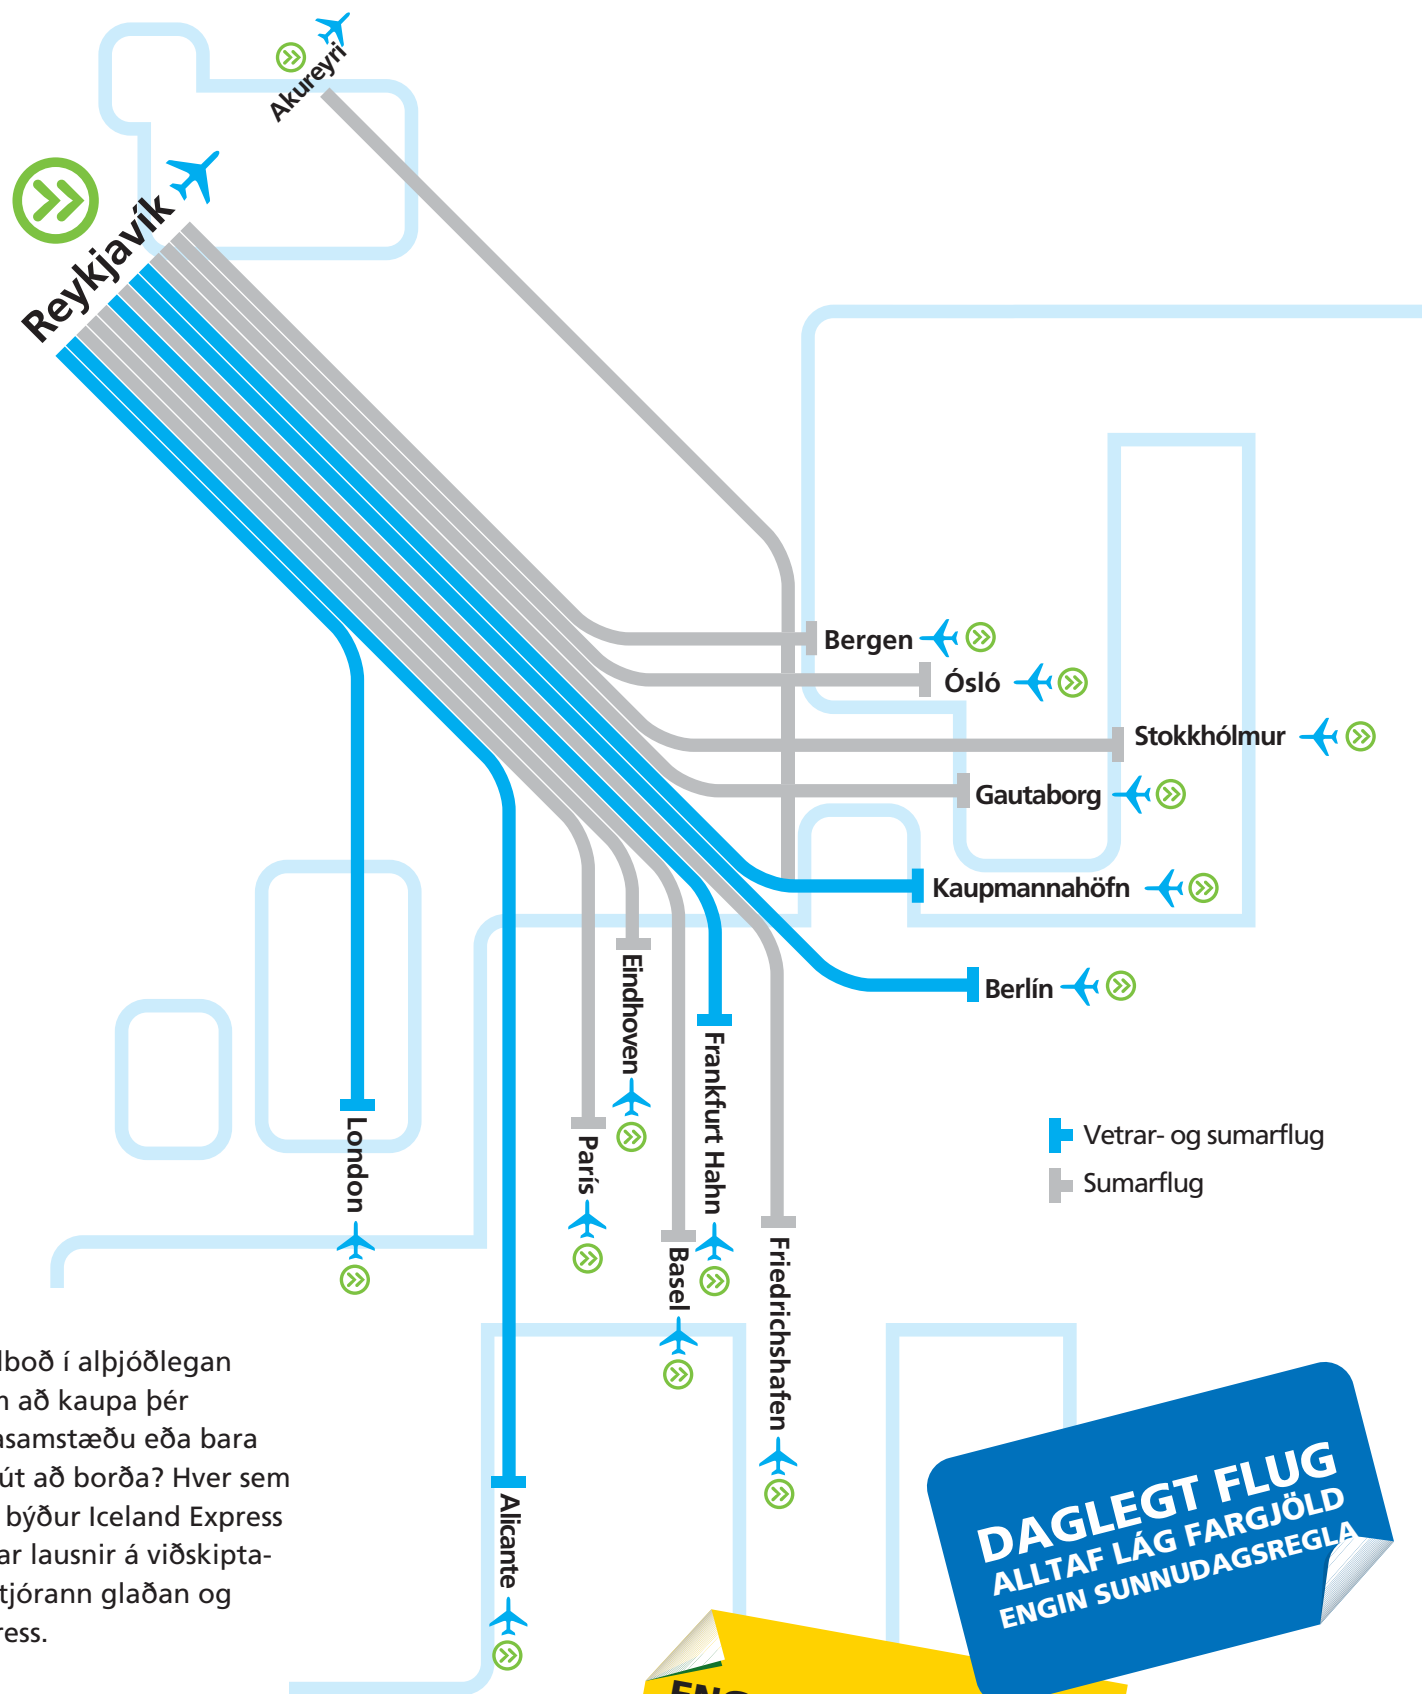 Akureyri
Reykjavík
Bergen
Ósló
Stokkhólmur
Gautaborg
Kaupmannahöfn
Berlín
Eindhoven
Frankfurt Hahn
London
París
Basel
Friedrichshafen
Alicante
Vetrar- og sumarflug
Sumarflug
lboð í alþjóðlegan
að kaupa þér
asamstæðu eða bara
út að borða? Hver sem
býður Iceland Express
ar lausnir á viðskipta-
tjórann glaðan og
ress.
DAGLEGT FLUG
ALLTAF LÁG FARGJÖLD
ENGIN SUNNUDAGSREGLA